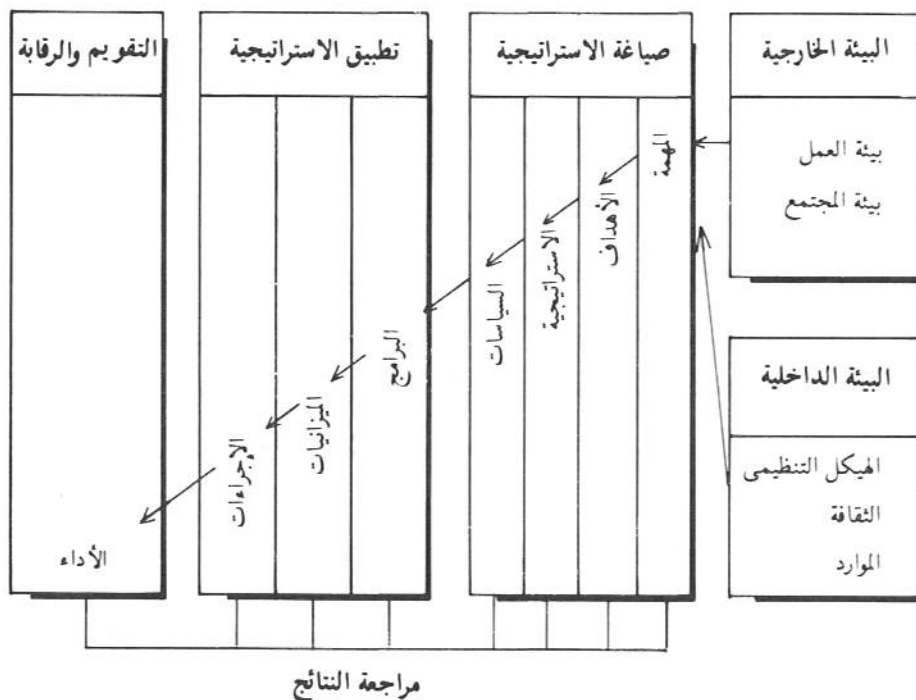 البيئة الخارجية
بيئة العمل
بيئة المجتمع
البيئة الداخلية
الهيكل التنظيمى
الثقافة
الموارد
صياغة الاستراتيجية
المهمة
الأهداف
الاستراتيجية
السياسات
تطبيق الاستراتيجية
البرامج
الميزانيات
الإجراءات
التقويم والرقابة
الأداء
مراجعة النتائج